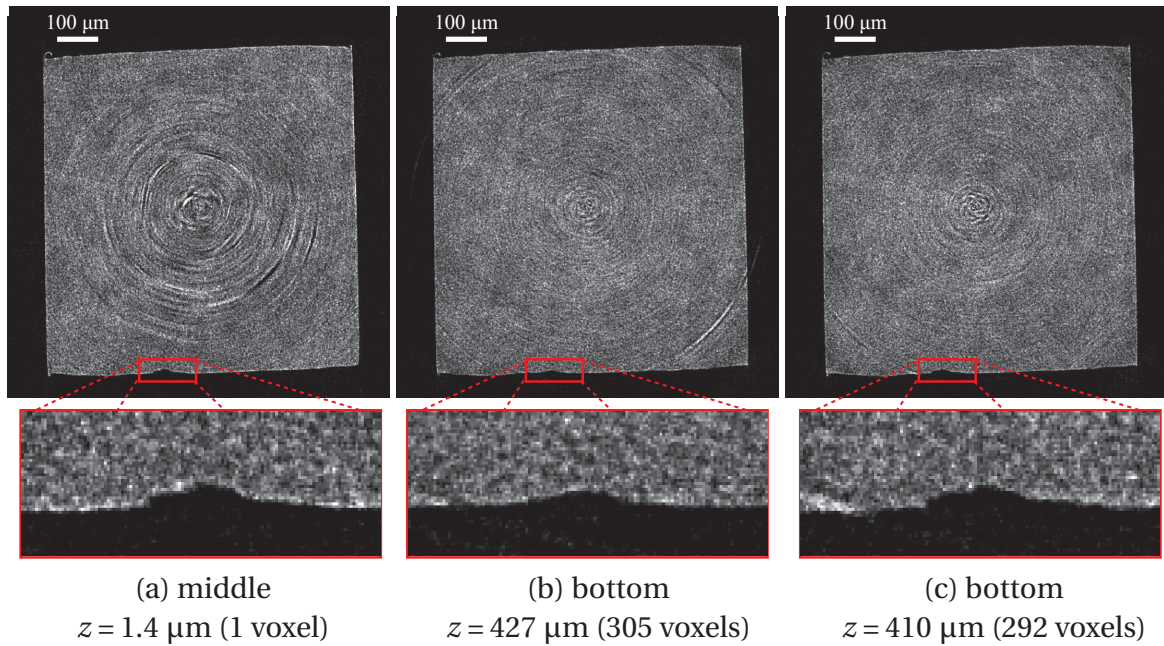 100 μm
100 μm
100 μm
(a) middle
z = 1.4 μm (1 voxel)
(b) bottom
z = 427 μm (305 voxels)
(c) bottom
z = 410 μm (292 voxels)